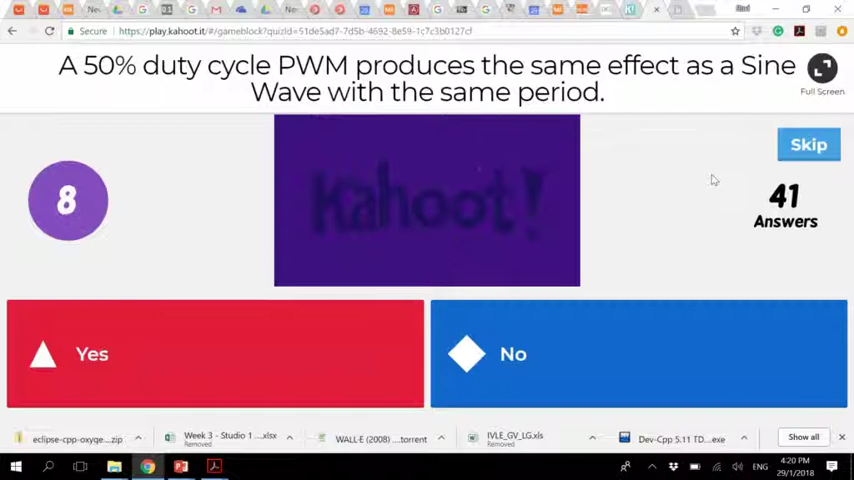 Secure https://play.kahoot.it/#/gameblock?quizId=51de5ad7-7d5b-4692-8e59-1c7c3b0127cf
A 50% duty cycle PWM produces the same effect as a Sine
Wave with the same period.
Full Screen
Skip
kahoot!
8
41
Answers
Yes
No
eclipse-cpp-oxyge....zip
Week 3 - Studio 1 ....xlsx
Removed
WALL-E (2008) ....torrent
IVLE_GV_LG.xls
Removed
Dev-Cpp 5.11 TD....exe
Show all
ENG
4:20 PM
29/1/2018